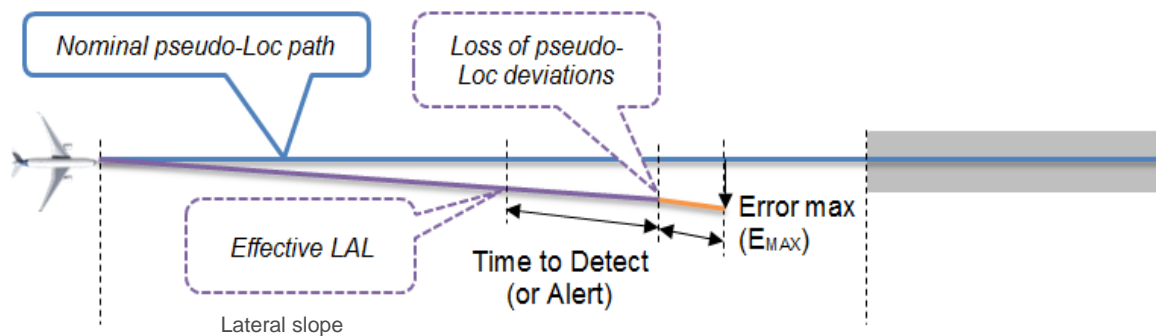 Nominal pseudo-Loc path
Loss of pseudo-
Loc deviations
Effective LAL
Time to Detect
(or Alert)
Error max
(EMAX)
Lateral slope